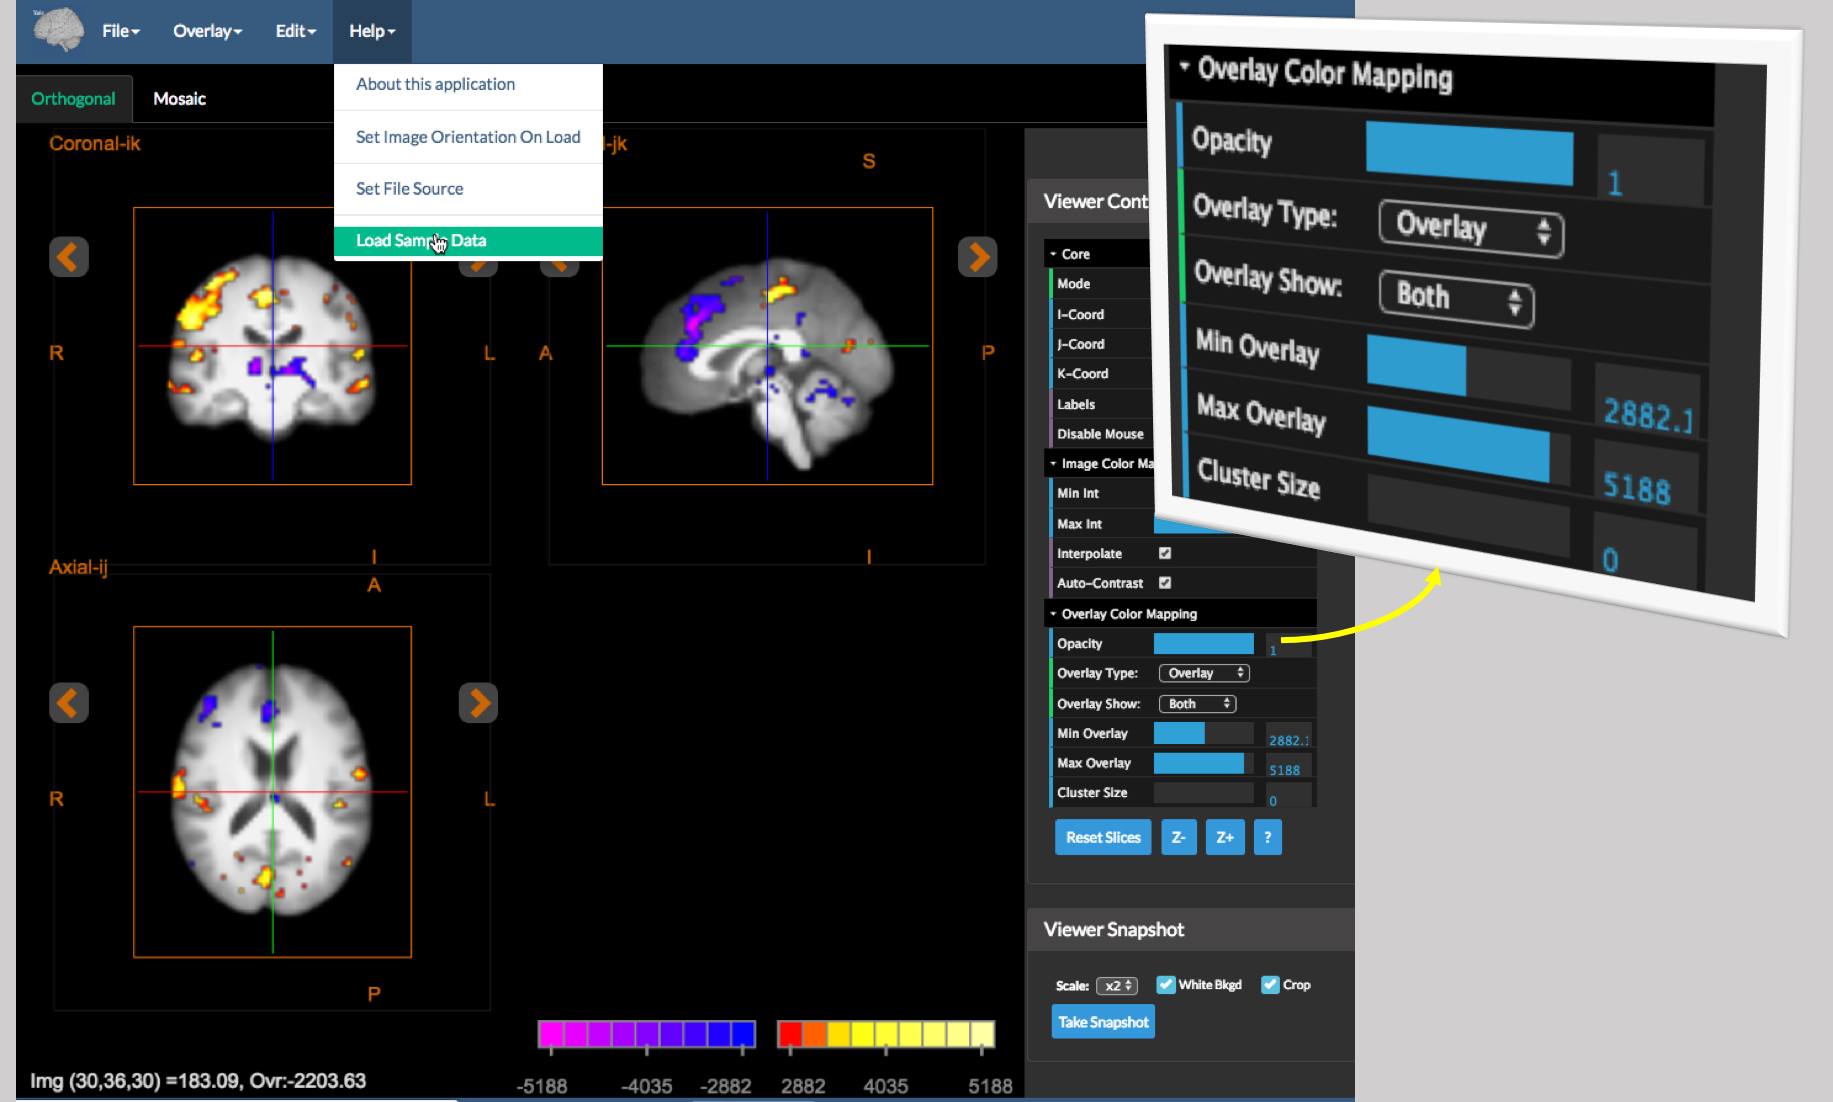 Yale
File Overlay Edit Help
About this application
Set Image Orientation On Load
Set File Source
Load Sample Data
Orthogonal Mosaic
Coronal-ik
R
L
I
l-jk
S
A
P
I
Axial-ij
A
R
L
P
Img (30,36,30) =183.09, Ovr:-2203.63
-5188 -4035 -2882 2882 4035 5188
Viewer Cont
Core
Mode
I-Coord
J-Coord
K-Coord
Labels
Disable Mouse
Image Color Ma
Min Int
Max Int
Interpolate
Auto-Contrast
Overlay Color Mapping
Opacity 1
Overlay Type: Overlay
Overlay Show: Both
Min Overlay 2882.1
Max Overlay 5188
Cluster Size 0
Reset Slices Z- Z+ ?
Viewer Snapshot
Scale: x2 White Bkgd Crop
Take Snapshot
Overlay Color Mapping
Opacity 1
Overlay Type: Overlay
Overlay Show: Both
Min Overlay 2882.1
Max Overlay 5188
Cluster Size 0